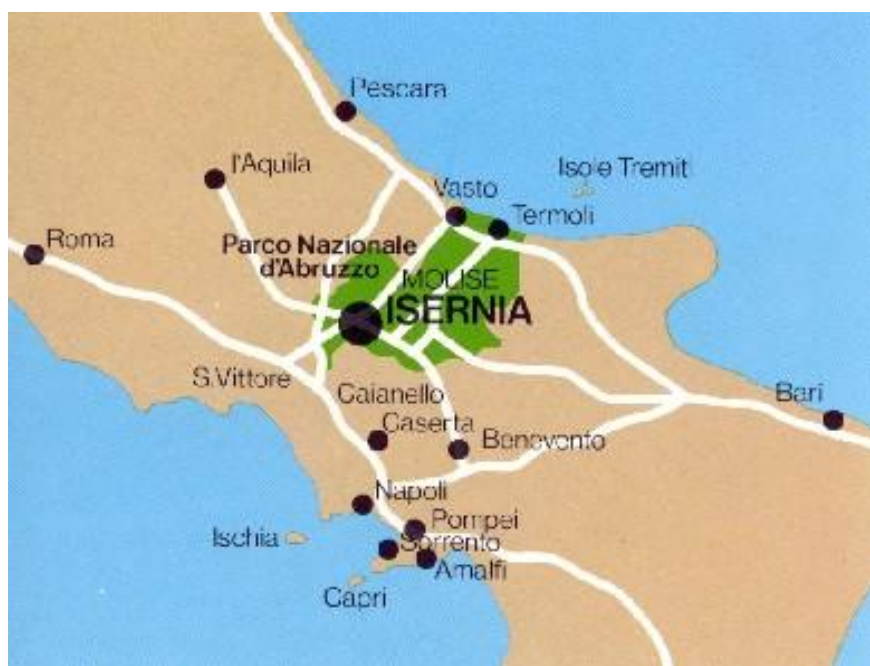 Pescara
l'Aquila
Isole Tremiti
Vasto
Termoli
Roma
Parco Nazionale
d'Abruzzo
MOLISE
ISERNIA
S.Vittore
Caianello
Bari
Caserta
Benevento
Napoli
Pompei
Ischia
Sorrento
Amalfi
Capri